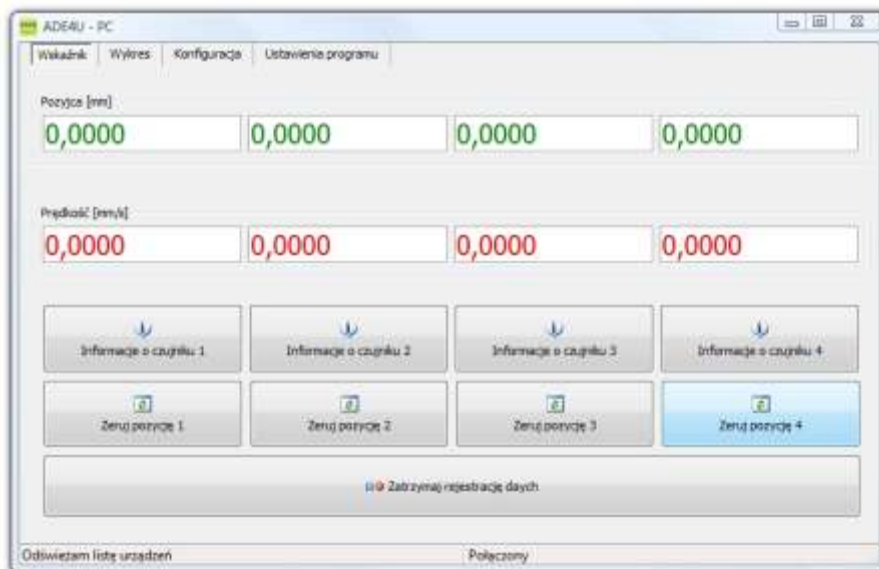 ADE4U - PC
Wskaźnik Wykres Konfiguracja Ustawienia programu
Pozyjca [mm]
0,0000 0,0000 0,0000 0,0000
Prędkość [mm/s]
0,0000 0,0000 0,0000 0,0000
Informacje o czujniku 1 Informacje o czujniku 2 Informacje o czujniku 3 Informacje o czujniku 4
Zeruj pozycję 1 Zeruj pozycję 2 Zeruj pozycję 3 Zeruj pozycję 4
Zatrzymaj rejestrację daych
Odświezam listę urządzeń Połączony